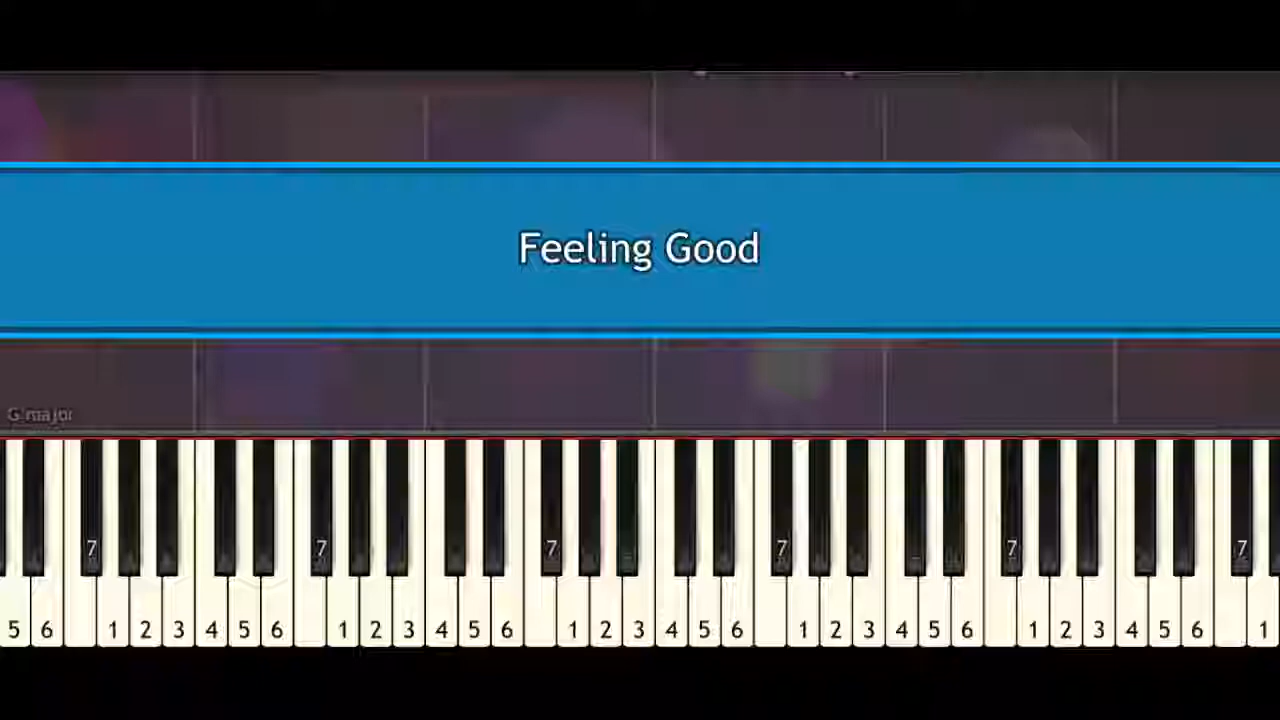 Feeling Good
G major
7 7 7 7 7 7
5 6 1 2 3 4 5 6 1 2 3 4 5 6 1 2 3 4 5 6 1 2 3 4 5 6 1 2 3 4 5 6 1